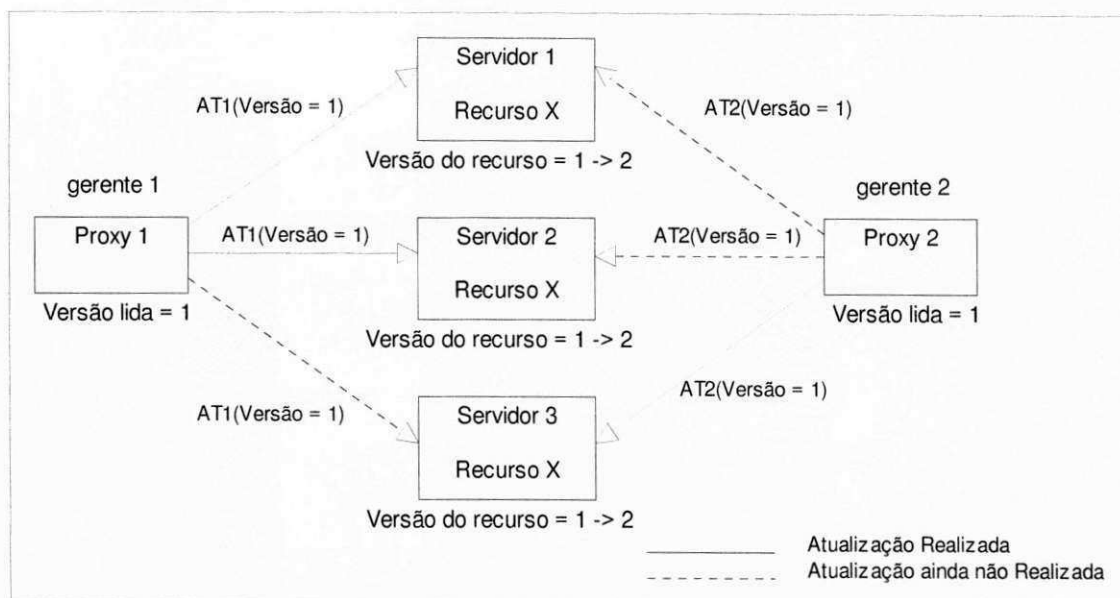 Servidor 1
Recurso X
AT1(Versão = 1)
AT2(Versão = 1)
Versão do recurso = 1 -> 2
gerente 1
gerente 2
Proxy 1
AT1(Versão = 1)
Servidor 2
Recurso X
AT2(Versão = 1)
Proxy 2
Versão lida = 1
Versão lida = 1
Versão do recurso = 1 -> 2
AT1(Versão = 1)
AT2(Versão = 1)
Servidor 3
Recurso X
Versão do recurso = 1 -> 2
Atualização Realizada
Atualização ainda não Realizada